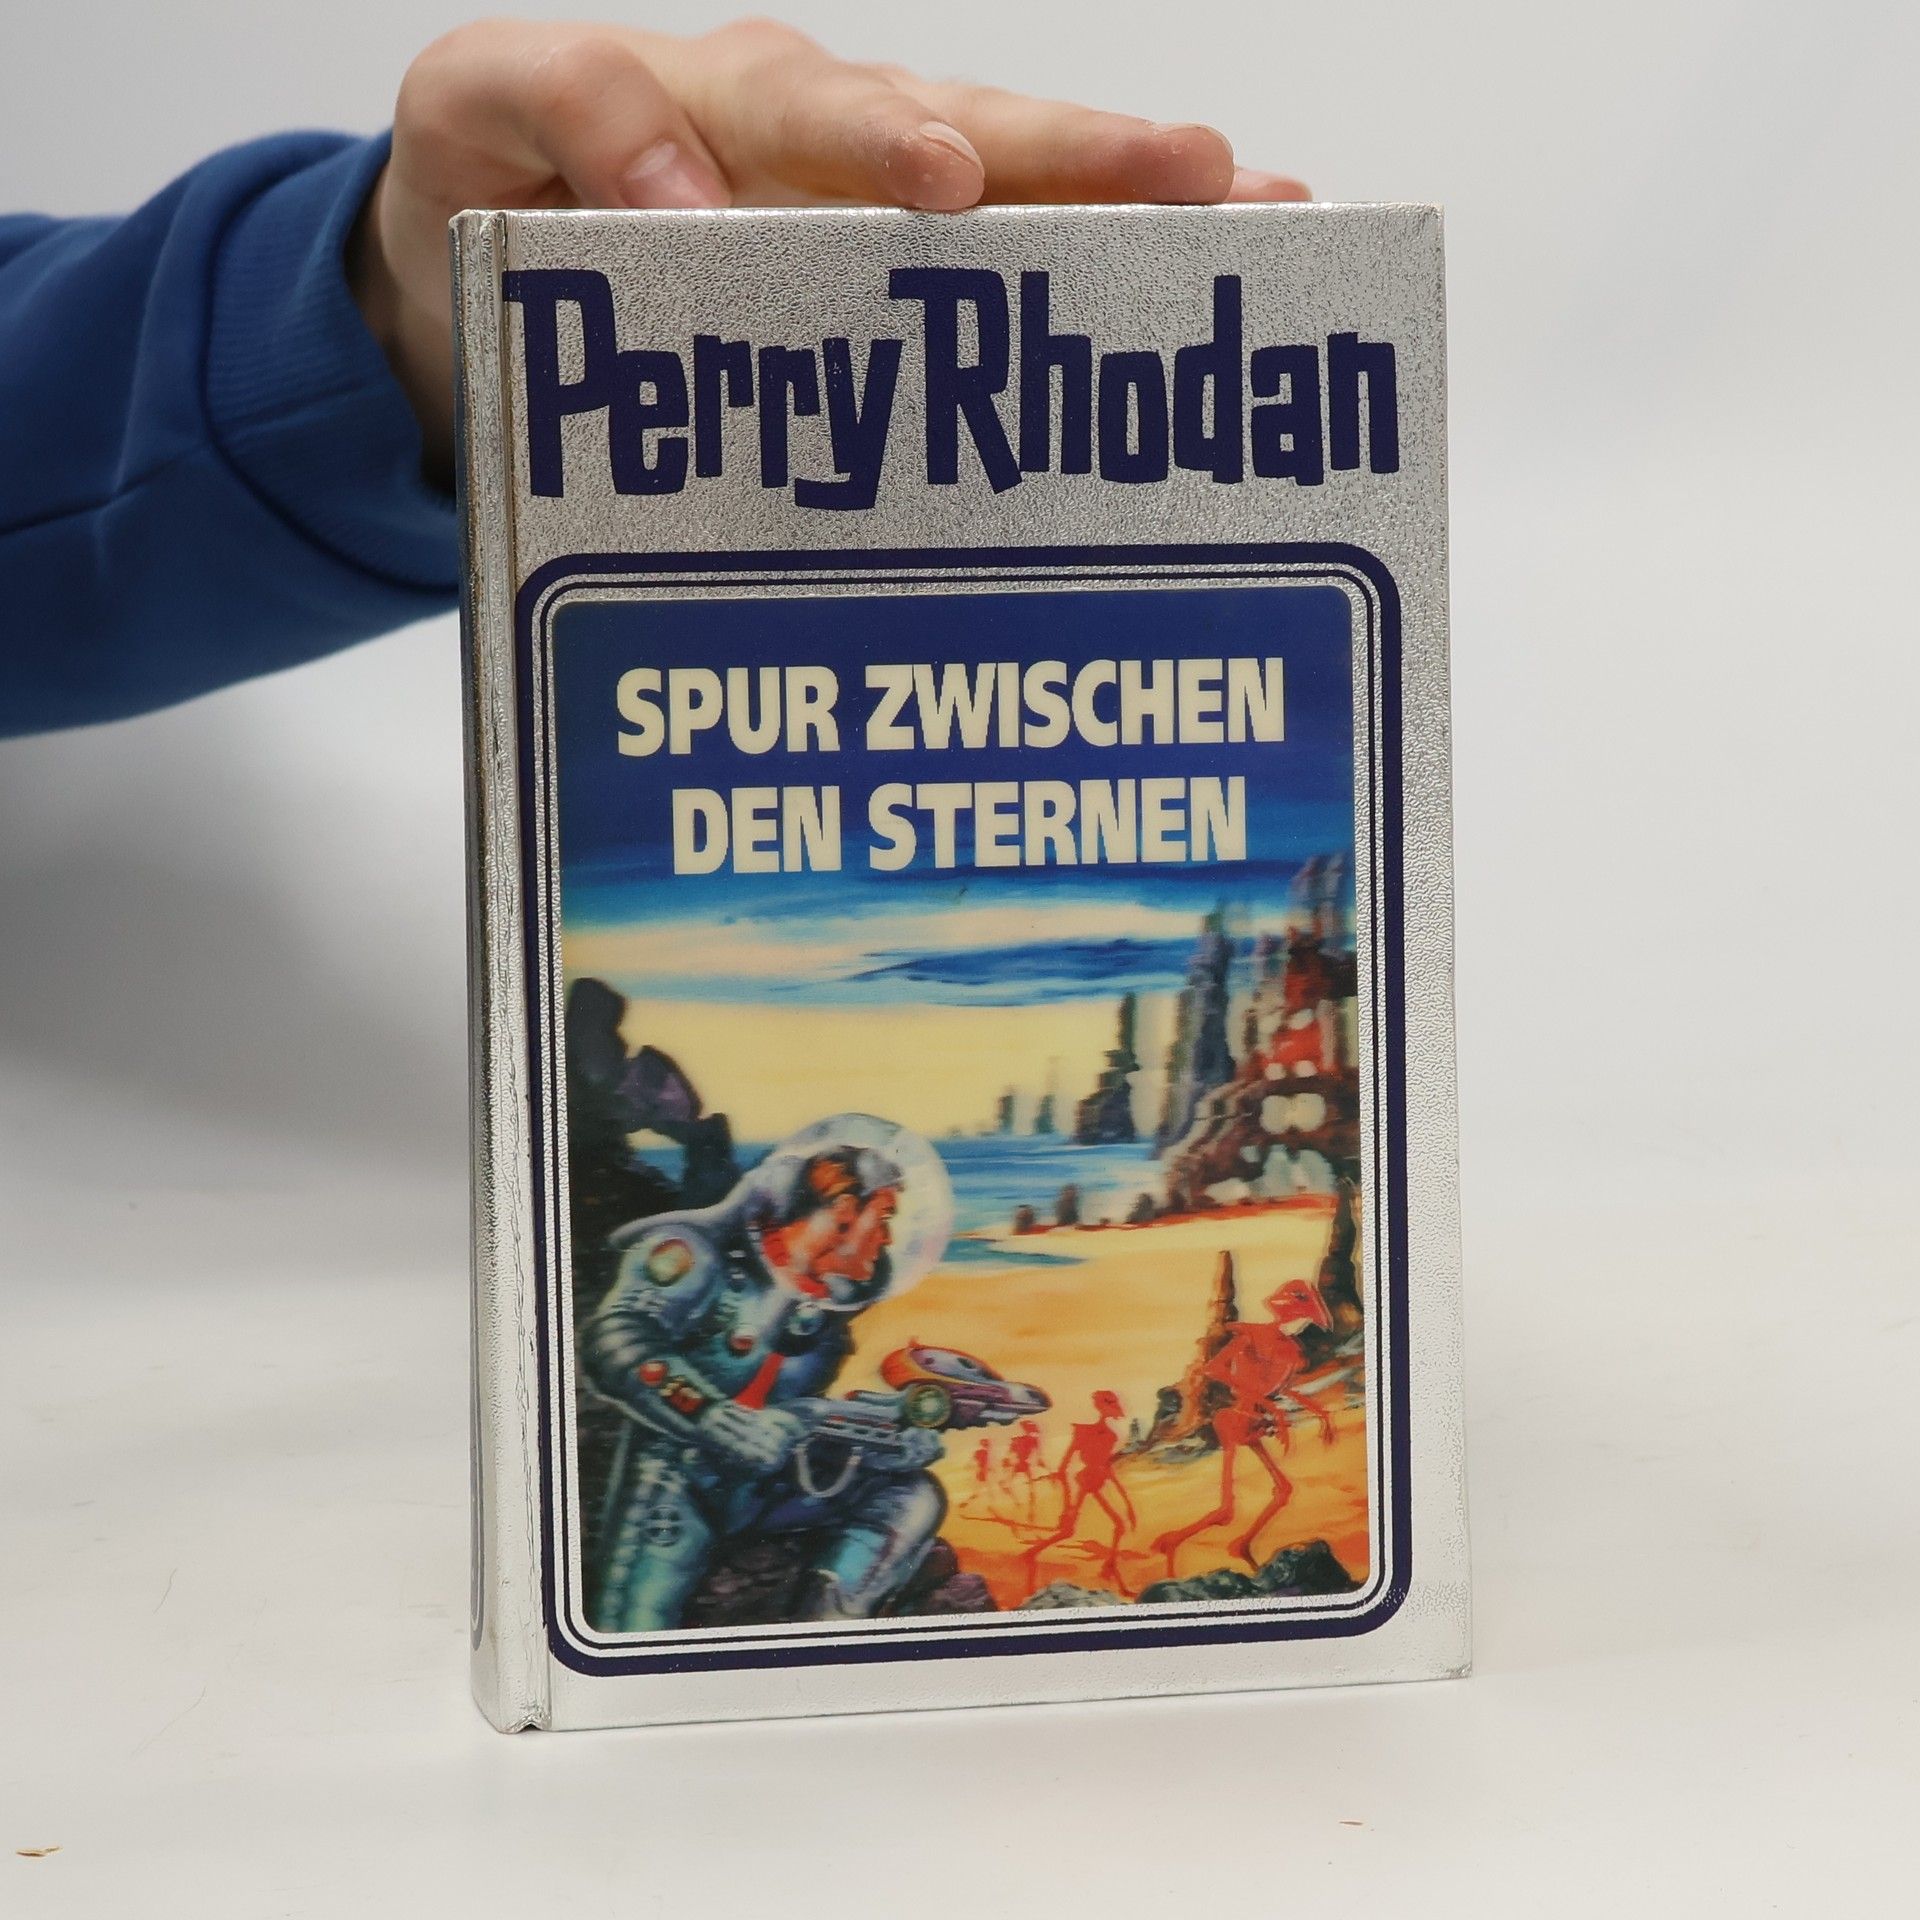 Perry Rhodan
SPUR ZWISCHEN
DEN STERNEN